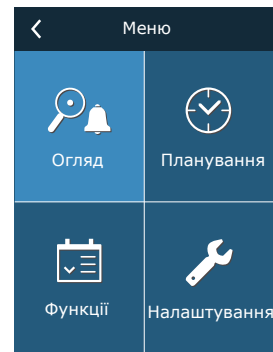 Меню
Огляд
Планування
Функції
Налаштування